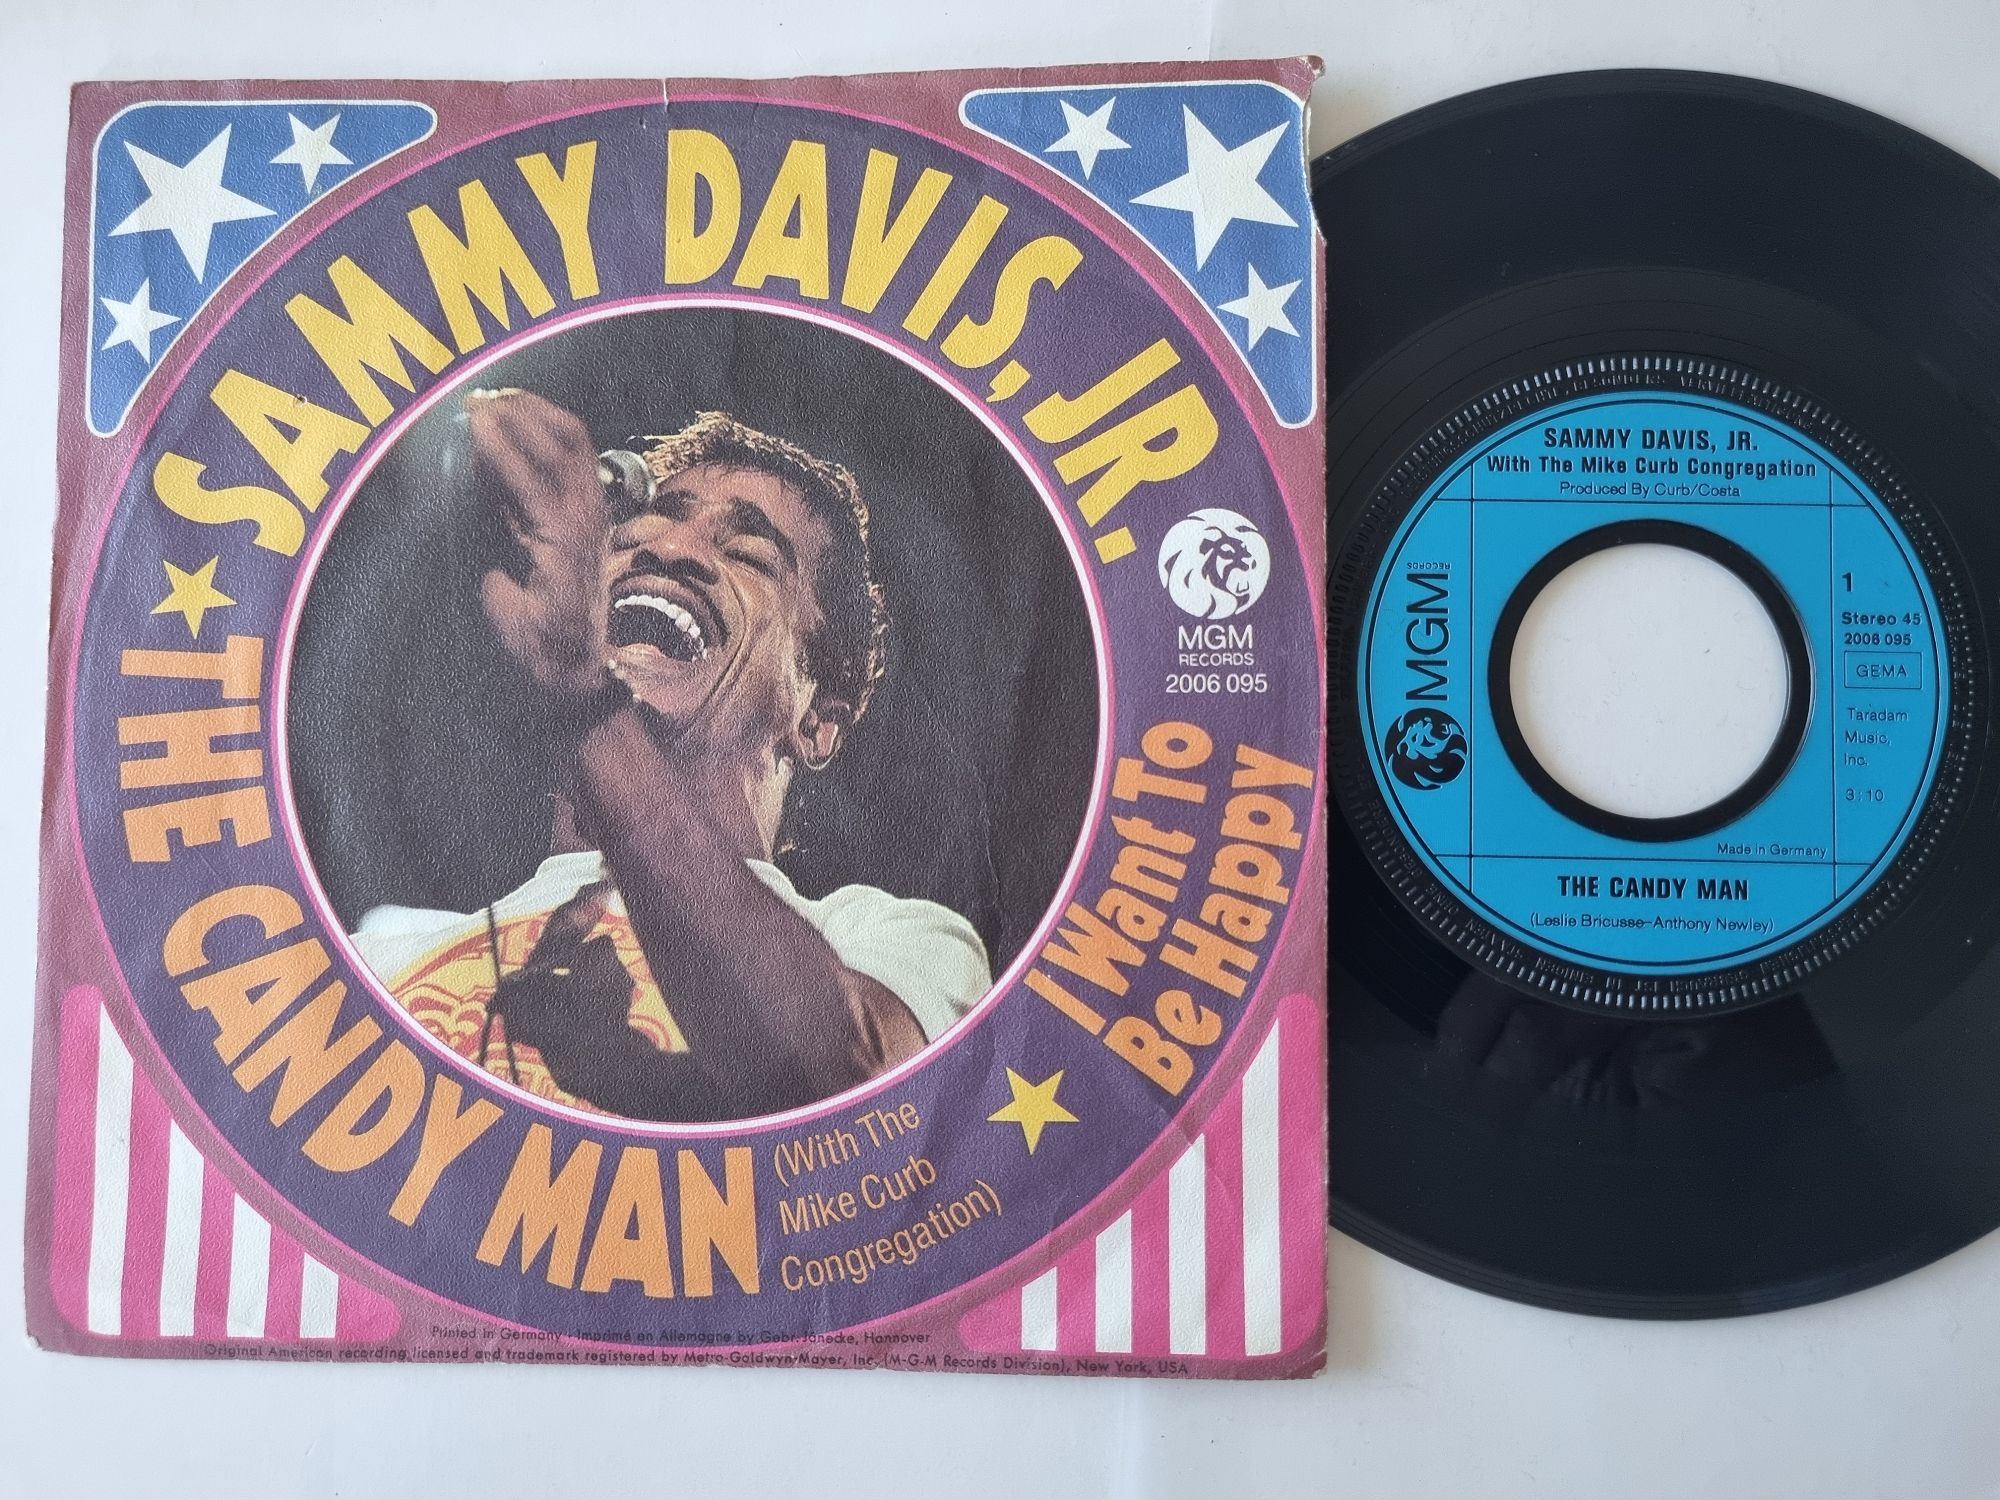 SAMMY DAVIS, JR.
THE CANDY MAN
(With The
Mike Curb
Congregation)
I Want To
Be Happy
MGM
RECORDS
2006 095
Printed in Germany · Imprimé en Allemagne by Gebr. Jänecke, Hannover
Original American recording licensed and trademark registered by Metro-Goldwyn-Mayer, Inc. (M-G-M Records Division), New York, USA
SAMMY DAVIS, JR.
With The Mike Curb Congregation
Produced By Curb/Costa
MGM
RECORDS
1
Stereo 45
2006 095
GEMA
Taradam
Music,
Inc.
3:10
Made in Germany
THE CANDY MAN
(Leslie Bricusse-Anthony Newley)